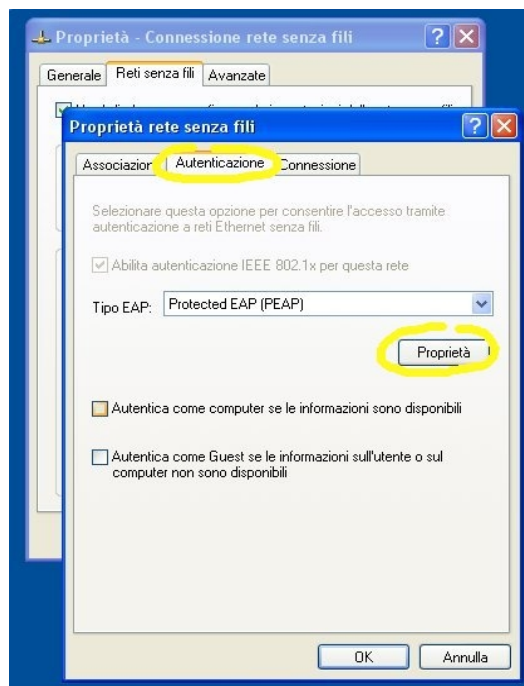 Proprietà - Connessione rete senza fili
Generale Reti senza fili Avanzate
Proprietà rete senza fili
Autenticazione Connessione
Selezionare questa opzione per consentire l'accesso tramite
autenticazione a reti Ethernet senza fili.
Abilita autenticazione IEEE 802.1x per questa rete
Tipo EAP: Protected EAP (PEAP)
Proprietà
Autentica come computer se le informazioni sono disponibili
Autentica come Guest se le informazioni sull'utente o sul
computer non sono disponibili
OK Annulla